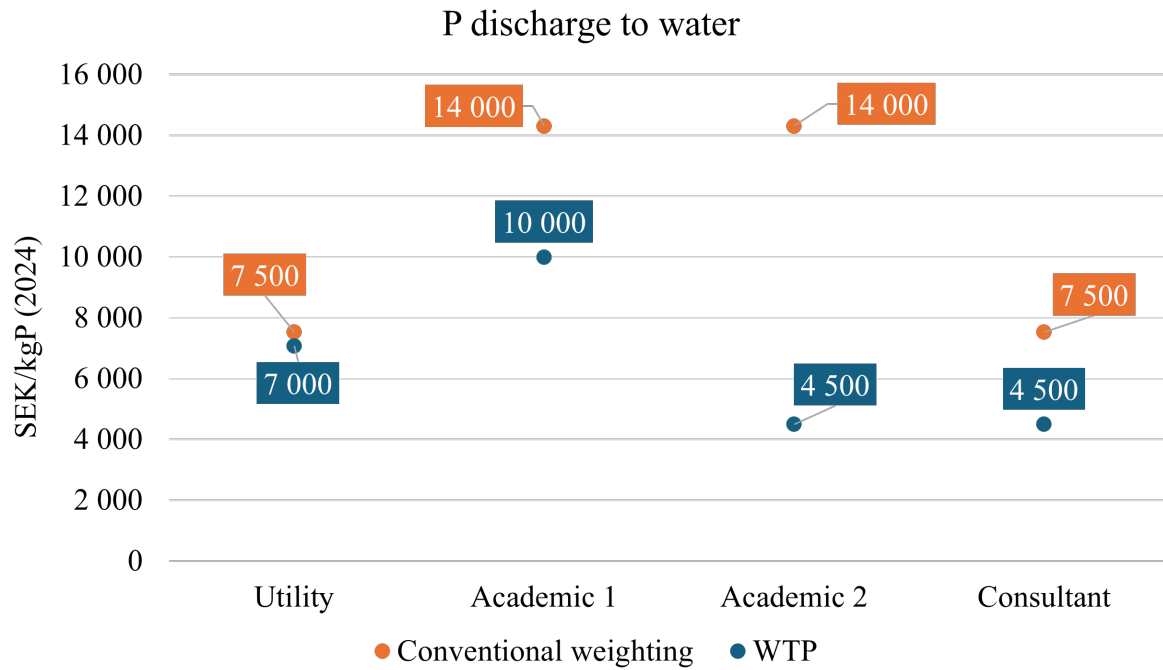 P discharge to water
SEK/kgP (2024)
16 000
14 000
12 000
10 000
8 000
6 000
4 000
2 000
0
7 500
7 000
14 000
10 000
14 000
4 500
7 500
4 500
Utility
Academic 1
Academic 2
Consultant
Conventional weighting
WTP